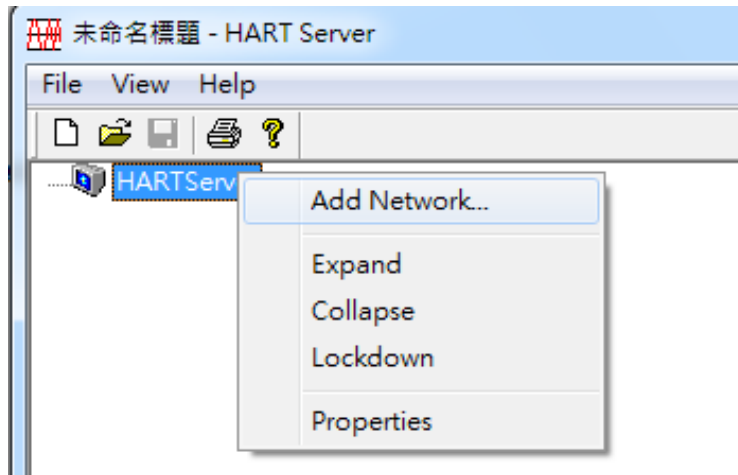 未命名標題 - HART Server
File View Help
HARTServ
Add Network...
Expand
Collapse
Lockdown
Properties